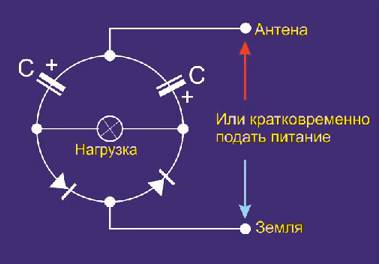 Антена
C +
C
+
Или кратковременно
подать питание
Нагрузка
Земля